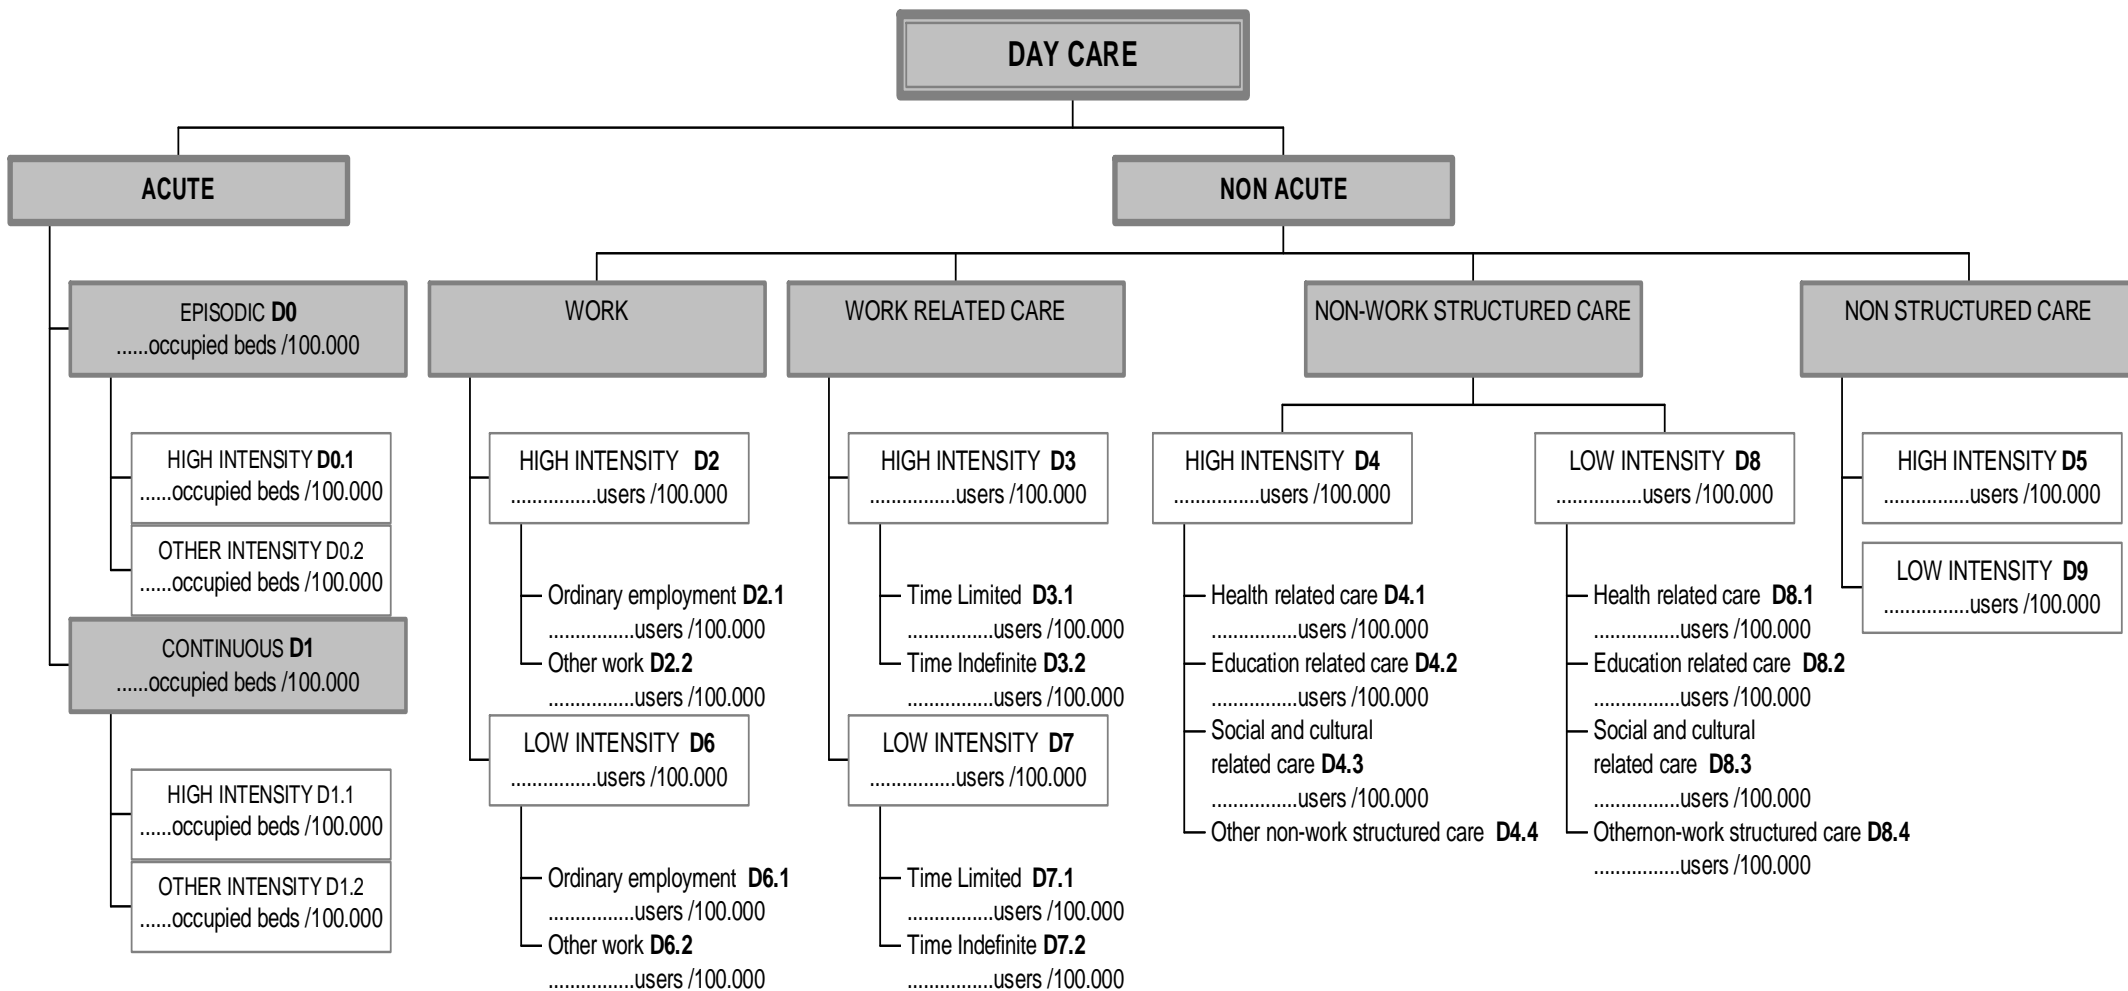 DAY CARE
ACUTE
NON ACUTE
EPISODIC D0
......occupied beds /100.000
HIGH INTENSITY D0.1
......occupied beds /100.000
OTHER INTENSITY D0.2
......occupied beds /100.000
CONTINUOUS D1
......occupied beds /100.000
HIGH INTENSITY D1.1
......occupied beds /100.000
OTHER INTENSITY D1.2
......occupied beds /100.000
WORK
HIGH INTENSITY D2
................users /100.000
Ordinary employment D2.1
................users /100.000
Other work D2.2
................users /100.000
LOW INTENSITY D6
................users /100.000
Ordinary employment D6.1
................users /100.000
Other work D6.2
................users /100.000
WORK RELATED CARE
HIGH INTENSITY D3
................users /100.000
Time Limited D3.1
................users /100.000
Time Indefinite D3.2
................users /100.000
LOW INTENSITY D7
................users /100.000
Time Limited D7.1
................users /100.000
Time Indefinite D7.2
................users /100.000
NON-WORK STRUCTURED CARE
HIGH INTENSITY D4
................users /100.000
Health related care D4.1
................users /100.000
Education related care D4.2
................users /100.000
Social and cultural
related care D4.3
................users /100.000
Other non-work structured care D4.4
LOW INTENSITY D8
................users /100.000
Health related care D8.1
................users /100.000
Education related care D8.2
................users /100.000
Social and cultural
related care D8.3
................users /100.000
Othernon-work structured care D8.4
................users /100.000
NON STRUCTURED CARE
HIGH INTENSITY D5
................users /100.000
LOW INTENSITY D9
................users /100.000